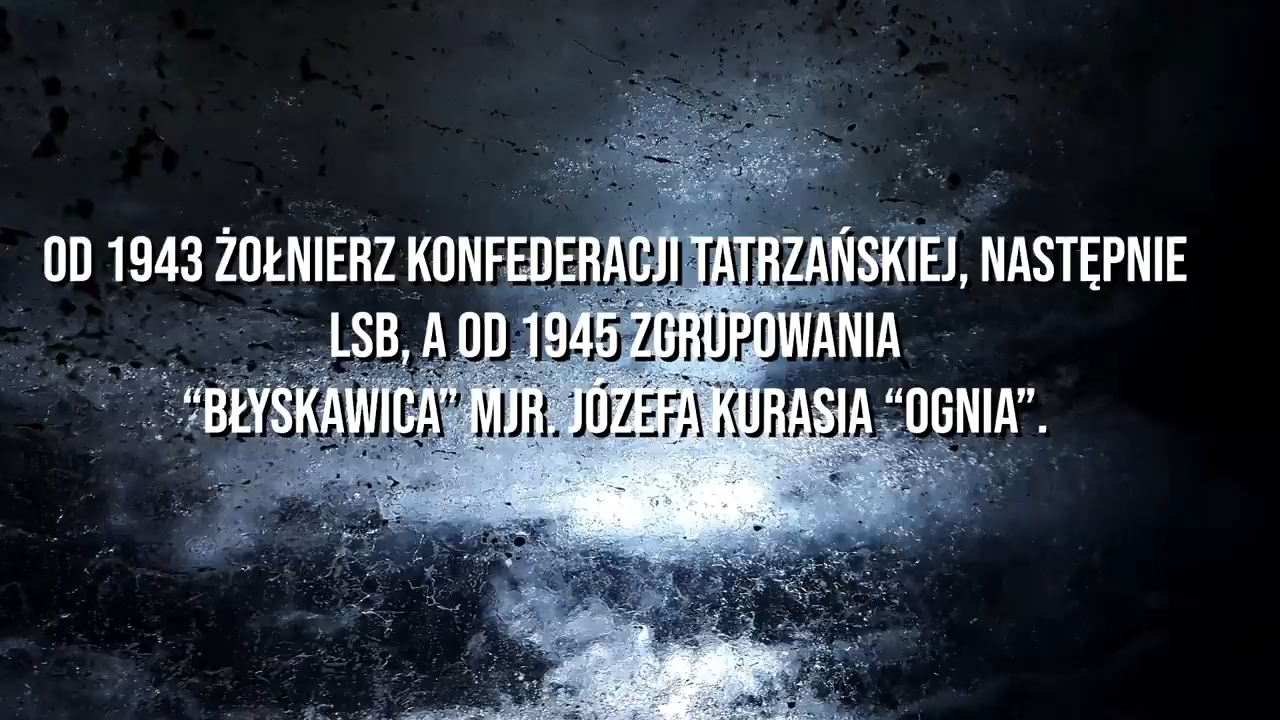 OD 1943 ŻOŁNIERZ KONFEDERACJI TATRZAŃSKIEJ, NASTĘPNIE
LSB, A OD 1945 ZGRUPOWANIA
“BŁYSKAWICA” MJR. JÓZEFA KURASIA “OGNIA”.